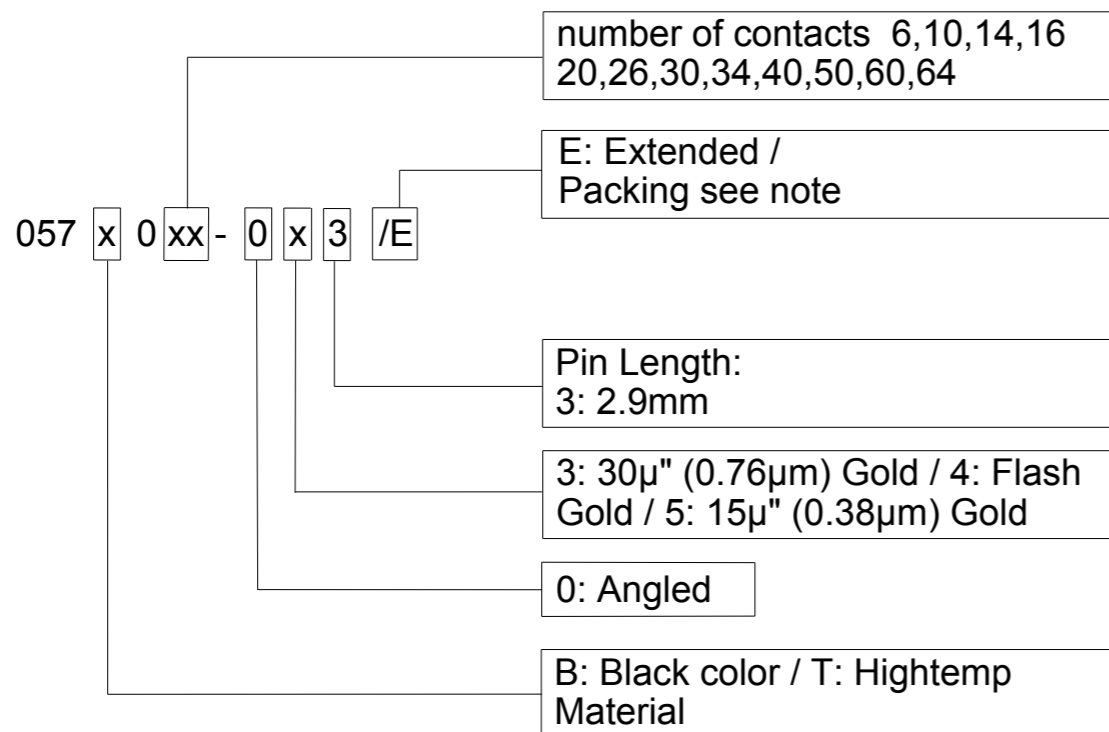 number of contacts 6,10,14,16
20,26,30,34,40,50,60,64
E: Extended /
Packing see note
057 x 0 xx - 0 x 3 /E
Pin Length:
3: 2.9mm
3: 30µ" (0.76µm) Gold / 4: Flash
Gold / 5: 15µ" (0.38µm) Gold
0: Angled
B: Black color / T: Hightemp
Material